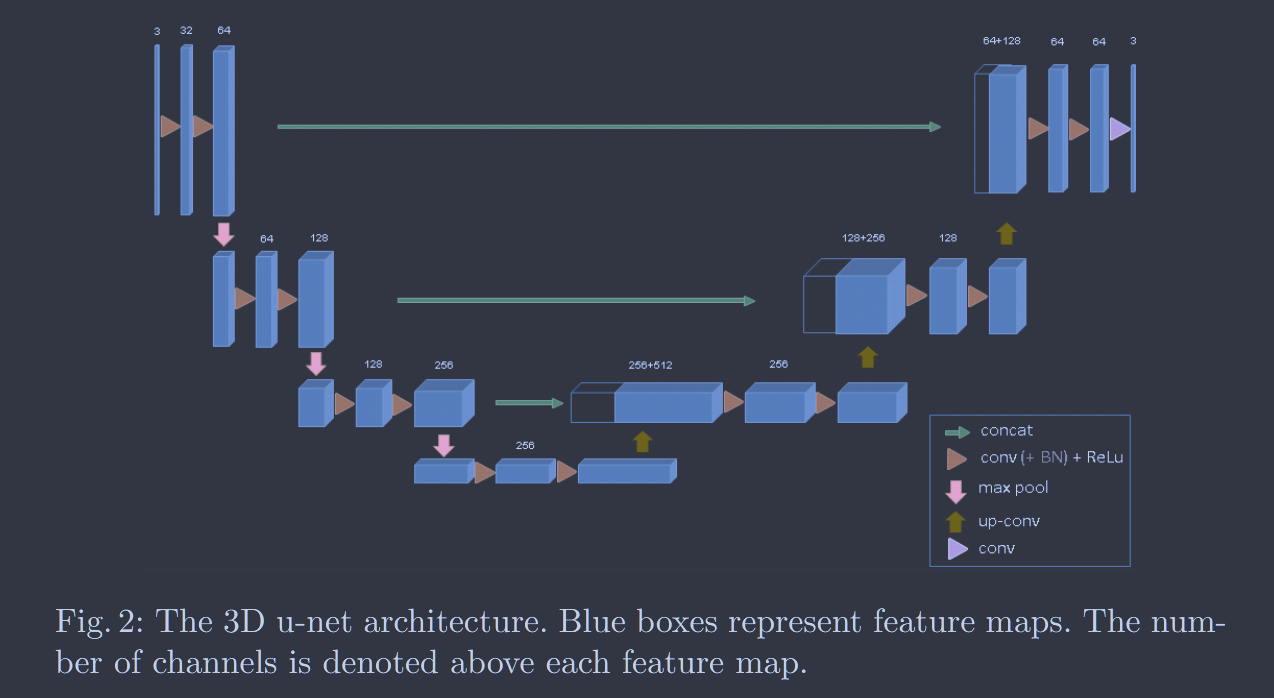 3 32 64
64+128 64 64 3
64 128
128+256 128
128 256
256+512 256
256
concat
conv (+ BN) + ReLu
max pool
up-conv
conv
Fig. 2: The 3D u-net architecture. Blue boxes represent feature maps. The num-
ber of channels is denoted above each feature map.